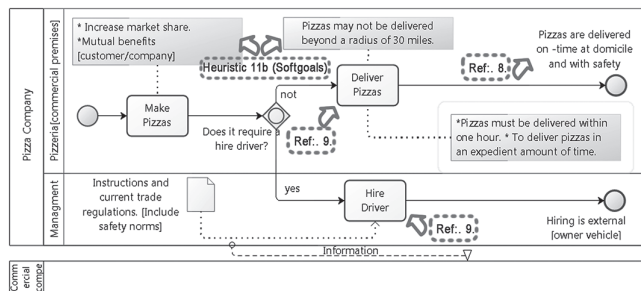 Pizza Company
Pizzeria[commercial premises]
* Increase market share.
*Mutual benefits
[customer/company]
Pizzas may not be delivered
beyond a radius of 30 miles.
Pizzas are delivered
on -time at domicile
and with safety
Heuristic 11b (Softgoals)
Ref:. 8.
Make
Pizzas
not
Deliver
Pizzas
Does it require a
hire driver?
Ref:. 9.
*Pizzas must be delivered within
one hour. * To deliver pizzas in
an expedient amount of time.
Managment
Instructions and
current trade
regulations. [Include
safety norms]
yes
Hire
Driver
Ref:. 9.
Hiring is external
[owner vehicle]
Information
Comm
ercial
compe